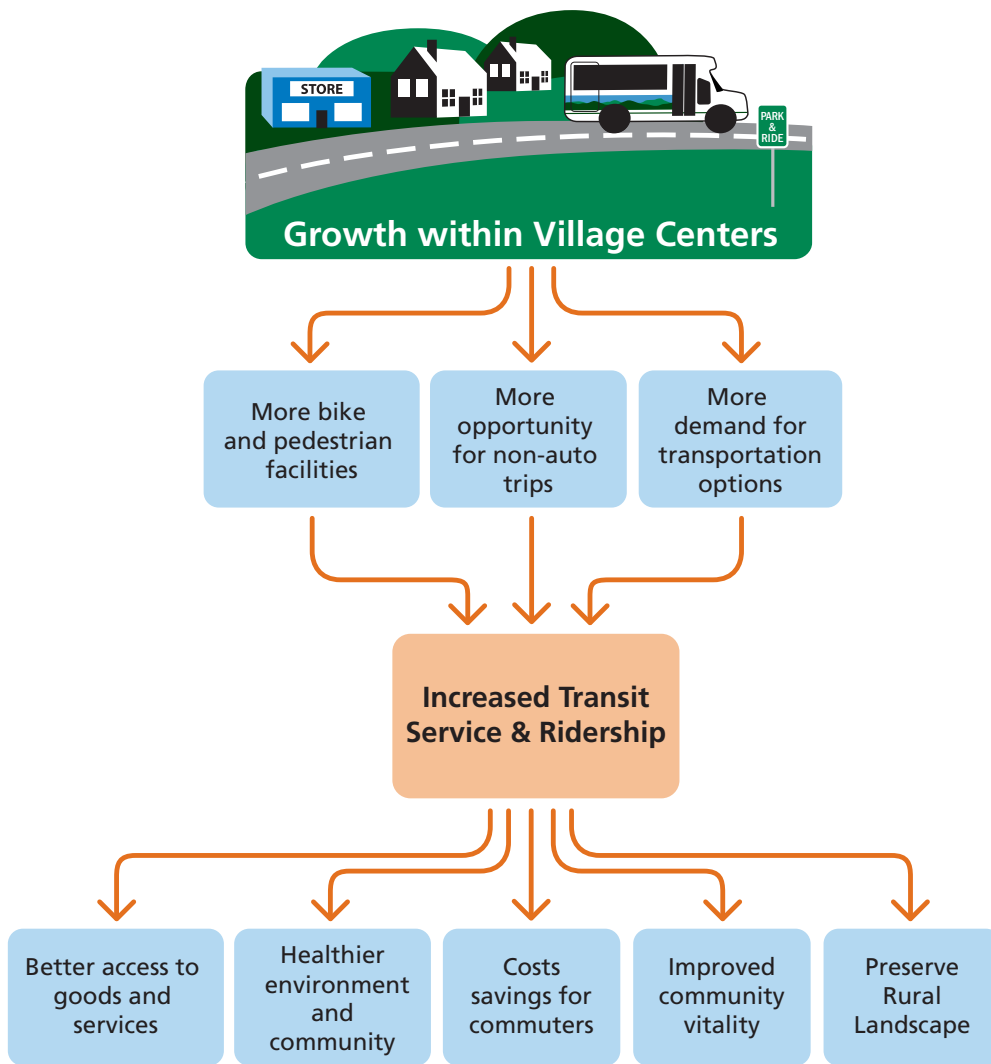 STORE
PARK
&
RIDE
Growth within Village Centers
More bike
and pedestrian
facilities
More
opportunity
for non-auto
trips
More
demand for
transportation
options
Increased Transit
Service & Ridership
Better access to
goods and
services
Healthier
environment
and
community
Costs
savings for
commuters
Improved
community
vitality
Preserve
Rural
Landscape